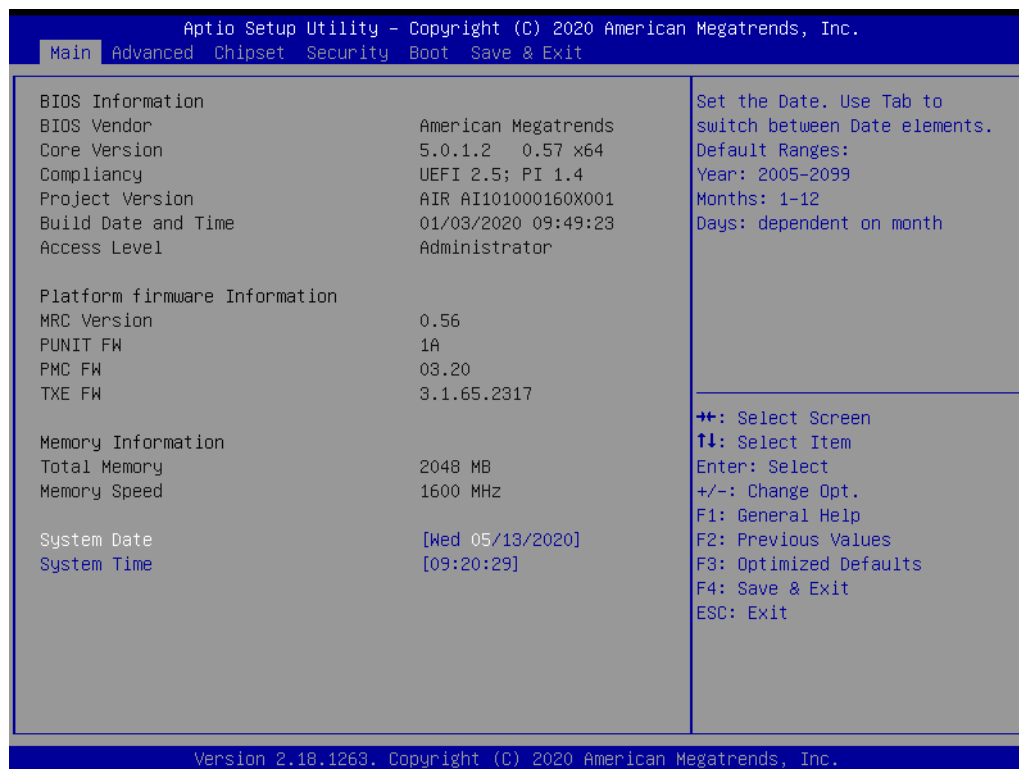 Aptio Setup Utility – Copyright (C) 2020 American Megatrends, Inc.
Main Advanced Chipset Security Boot Save & Exit
BIOS Information
BIOS Vendor American Megatrends
Core Version 5.0.1.2 0.57 x64
Compliancy UEFI 2.5; PI 1.4
Project Version AIR AI101000160X001
Build Date and Time 01/03/2020 09:49:23
Access Level Administrator
Platform firmware Information
MRC Version 0.56
PUNIT FW 1A
PMC FW 03.20
TXE FW 3.1.65.2317
Memory Information
Total Memory 2048 MB
Memory Speed 1600 MHz
System Date [Wed 05/13/2020]
System Time [09:20:29]
Set the Date. Use Tab to
switch between Date elements.
Default Ranges:
Year: 2005-2099
Months: 1-12
Days: dependent on month
→←: Select Screen
↑↓: Select Item
Enter: Select
+/-: Change Opt.
F1: General Help
F2: Previous Values
F3: Optimized Defaults
F4: Save & Exit
ESC: Exit
Version 2.18.1263. Copyright (C) 2020 American Megatrends, Inc.